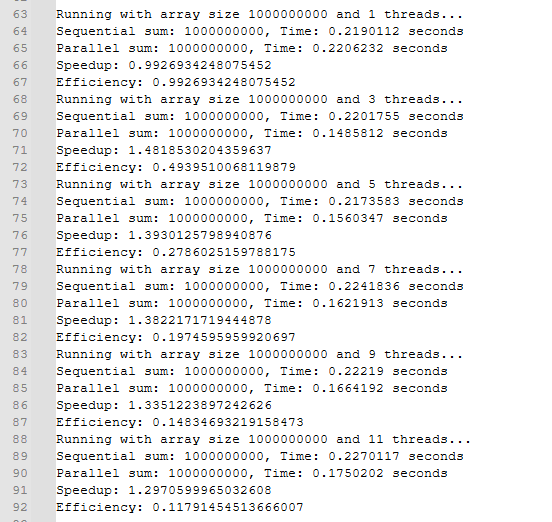 63 Running with array size 1000000000 and 1 threads...
64 Sequential sum: 1000000000, Time: 0.2190112 seconds
65 Parallel sum: 1000000000, Time: 0.2206232 seconds
66 Speedup: 0.9926934248075452
67 Efficiency: 0.9926934248075452
68 Running with array size 1000000000 and 3 threads...
69 Sequential sum: 1000000000, Time: 0.2201755 seconds
70 Parallel sum: 1000000000, Time: 0.1485812 seconds
71 Speedup: 1.4818530204359637
72 Efficiency: 0.4939510068119879
73 Running with array size 1000000000 and 5 threads...
74 Sequential sum: 1000000000, Time: 0.2173583 seconds
75 Parallel sum: 1000000000, Time: 0.1560347 seconds
76 Speedup: 1.3930125798940876
77 Efficiency: 0.2786025159788175
78 Running with array size 1000000000 and 7 threads...
79 Sequential sum: 1000000000, Time: 0.2241836 seconds
80 Parallel sum: 1000000000, Time: 0.1621913 seconds
81 Speedup: 1.3822171719444878
82 Efficiency: 0.1974595959920697
83 Running with array size 1000000000 and 9 threads...
84 Sequential sum: 1000000000, Time: 0.22219 seconds
85 Parallel sum: 1000000000, Time: 0.1664192 seconds
86 Speedup: 1.3351223897242626
87 Efficiency: 0.14834693219158473
88 Running with array size 1000000000 and 11 threads...
89 Sequential sum: 1000000000, Time: 0.2270117 seconds
90 Parallel sum: 1000000000, Time: 0.1750202 seconds
91 Speedup: 1.2970599965032608
92 Efficiency: 0.11791454513666007